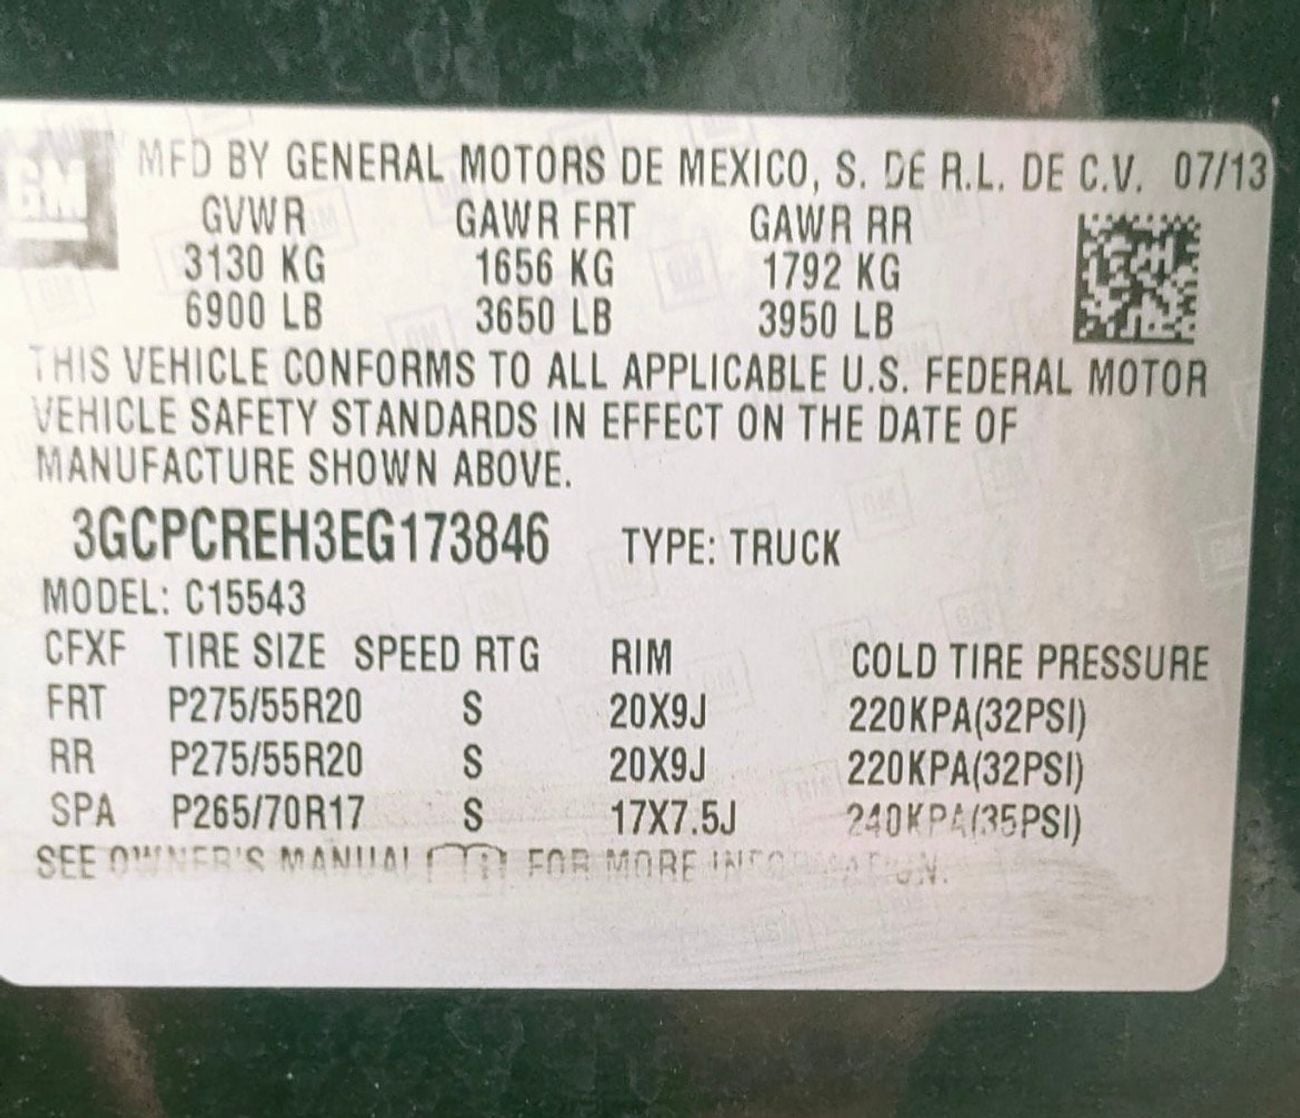 GM
MFD BY GENERAL MOTORS DE MEXICO, S. DE R.L. DE C.V. 07/13
GVWR GAWR FRT GAWR RR
3130 KG 1656 KG 1792 KG
6900 LB 3650 LB 3950 LB
THIS VEHICLE CONFORMS TO ALL APPLICABLE U.S. FEDERAL MOTOR
VEHICLE SAFETY STANDARDS IN EFFECT ON THE DATE OF
MANUFACTURE SHOWN ABOVE.
3GCPCREH3EG173846 TYPE: TRUCK
MODEL: C15543
CFXF TIRE SIZE SPEED RTG RIM COLD TIRE PRESSURE
FRT P275/55R20 S 20X9J 220KPA(32PSI)
RR P275/55R20 S 20X9J 220KPA(32PSI)
SPA P265/70R17 S 17X7.5J 240KPA(35PSI)
SEE OWNER'S MANUAL FOR MORE INFORMATION.